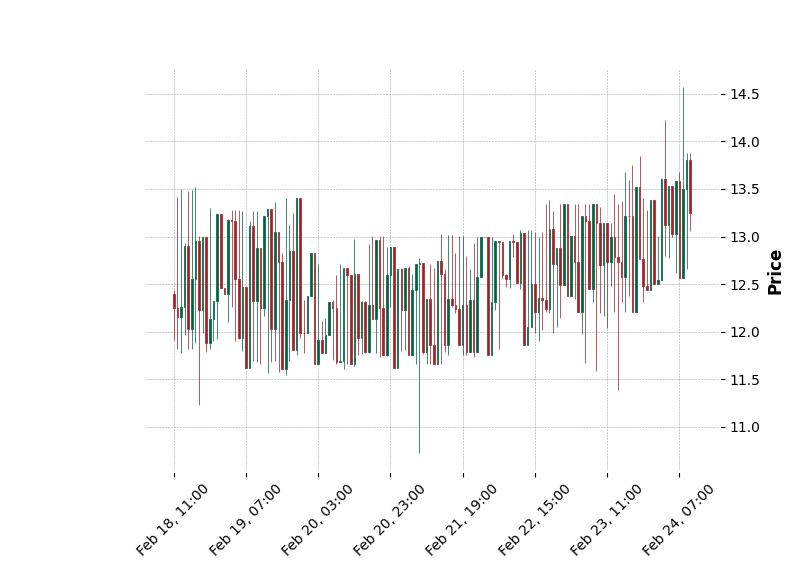 14.5
14.0
13.5
13.0
12.5
12.0
11.5
11.0
Price
Feb 18, 11:00
Feb 19, 07:00
Feb 20, 03:00
Feb 20, 23:00
Feb 21, 19:00
Feb 22, 15:00
Feb 23, 11:00
Feb 24, 07:00